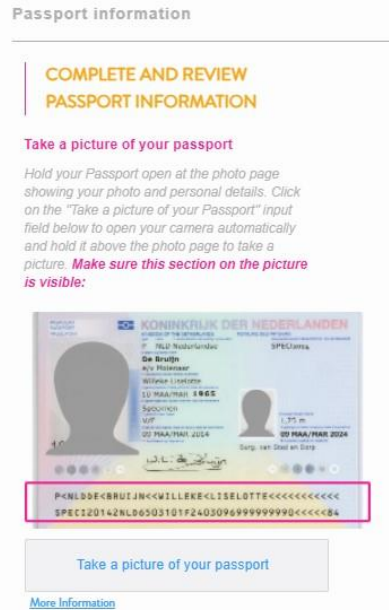 Passport information
COMPLETE AND REVIEW
PASSPORT INFORMATION
Take a picture of your passport
Hold your Passport open at the photo page
showing your photo and personal details. Click
on the "Take a picture of your Passport" input
field below to open your camera automatically
and hold it above the photo page to take a
picture. Make sure this section on the picture
is visible:
KONINKRIJK DER NEDERLANDEN
P NLD Nederlandse SPECI2014
De Bruijn
e/v Molenaar
Willeke Liselotte
10 MAA/MAR 1965
Specimen
V/F 1,75 m
09 MAA/MAR 2014 09 MAA/MAR 2024
Burg. van Stad en Dorp
P<NLDDE<BRUIJN<<WILLEKE<LISELOTTE<<<<<<<<<<<
SPECI20142NLD6503101F2403096999999990<<<<<84
Take a picture of your passport
More Information